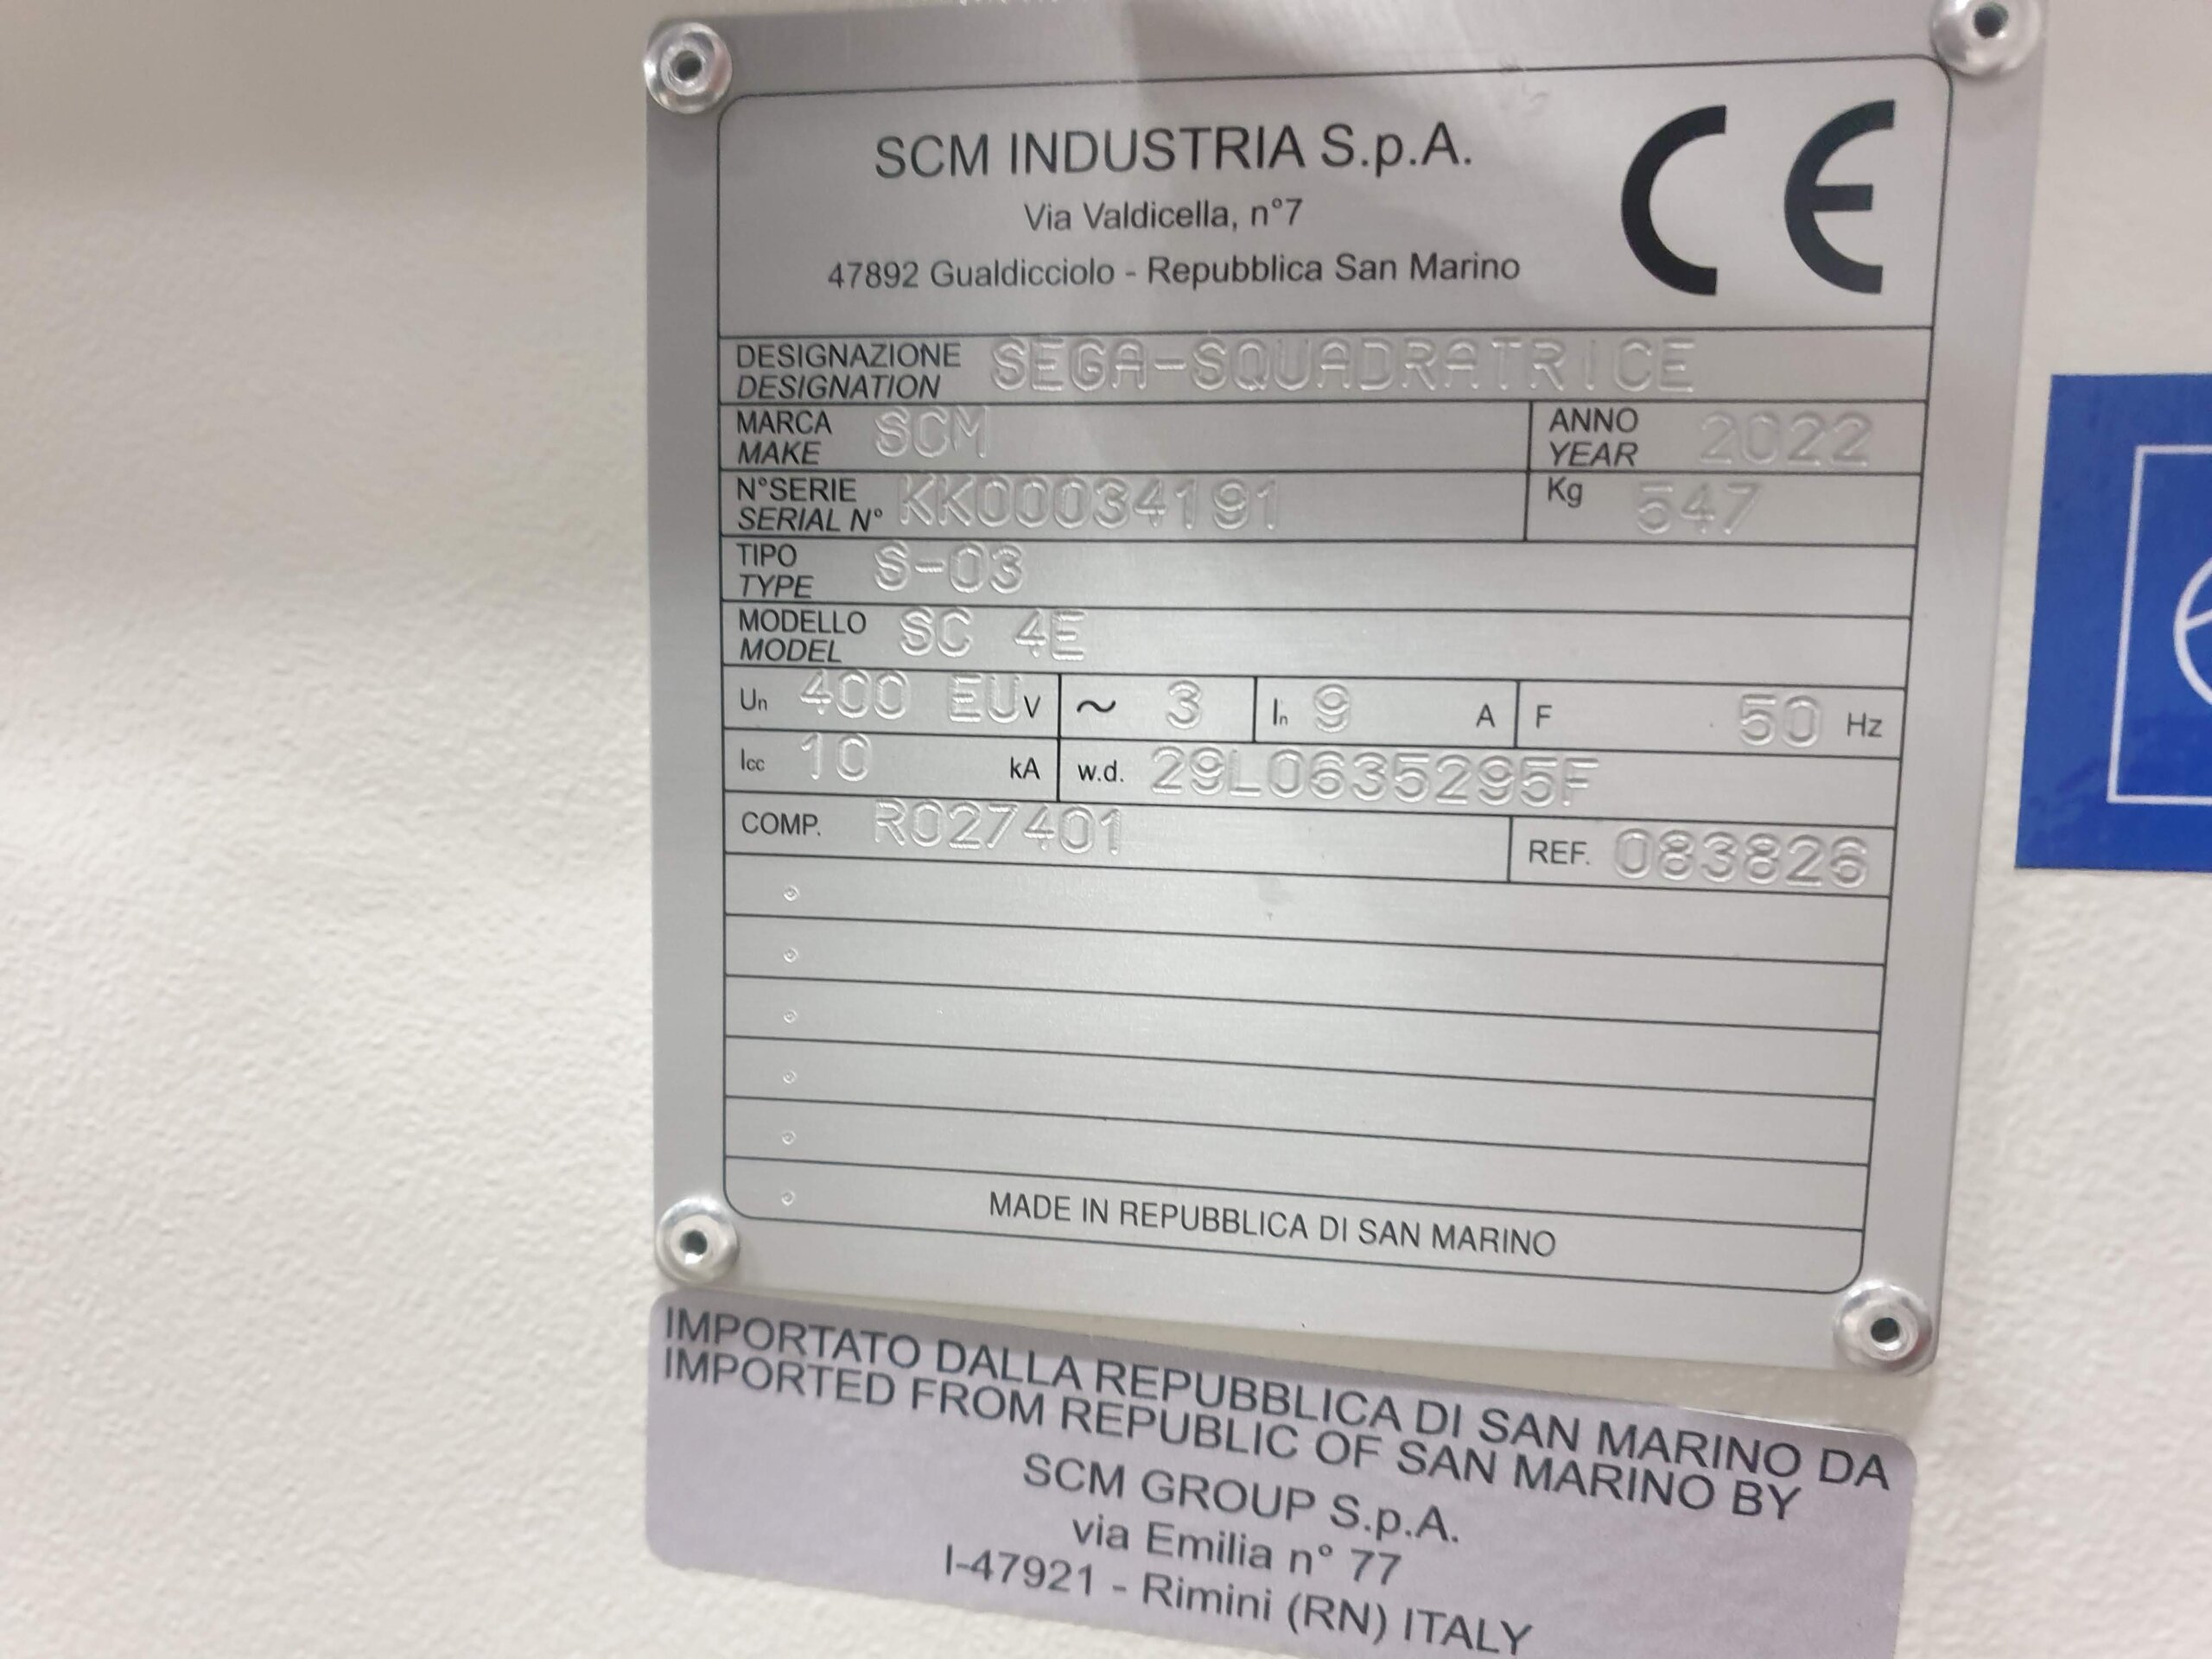 SCM INDUSTRIA S.p.A.
CE
Via Valdicella, n°7
47892 Gualdicciolo - Repubblica San Marino
DESIGNAZIONE SEGA-SQUADRATRICE
DESIGNATION
MARCA SCM ANNO 2022
MAKE YEAR
N°SERIE KK00034191 Kg 547
SERIAL N°
TIPO S-03
TYPE
MODELLO SC 4E
MODEL
Un 400 EU V ~ 3 In 9 A F 50 Hz
Icc 10 kA w.d. 29L0635295F
COMP. R027401 REF. 083826
MADE IN REPUBBLICA DI SAN MARINO
IMPORTATO DALLA REPUBBLICA DI SAN MARINO DA
IMPORTED FROM REPUBLIC OF SAN MARINO BY
SCM GROUP S.p.A.
via Emilia n° 77
I-47921 - Rimini (RN) ITALY